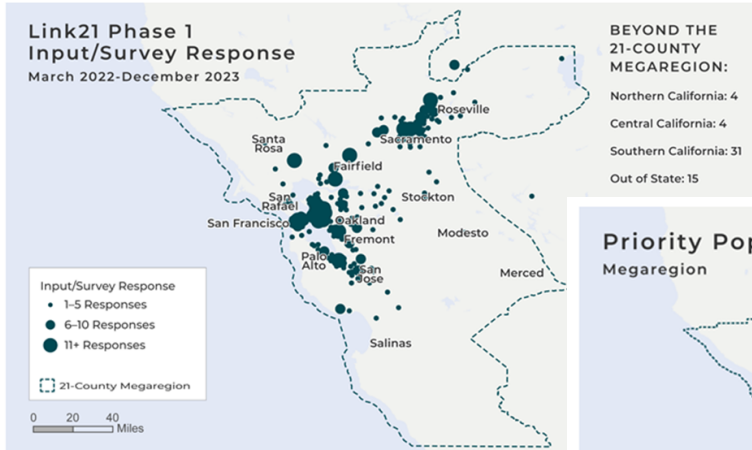 Link21 Phase 1
Input/Survey Response
March 2022-December 2023
BEYOND THE
21-COUNTY
MEGAREGION:
Northern California: 4
Central California: 4
Southern California: 31
Out of State: 15
Roseville
Sacramento
Santa
Rosa
Fairfield
San
Rafael
Stockton
San Francisco
Oakland
Modesto
Fremont
Palo
Alto
San
Jose
Merced
Salinas
Input/Survey Response
1–5 Responses
6–10 Responses
11+ Responses
21-County Megaregion
0 20 40
Miles
Priority Pop
Megaregion